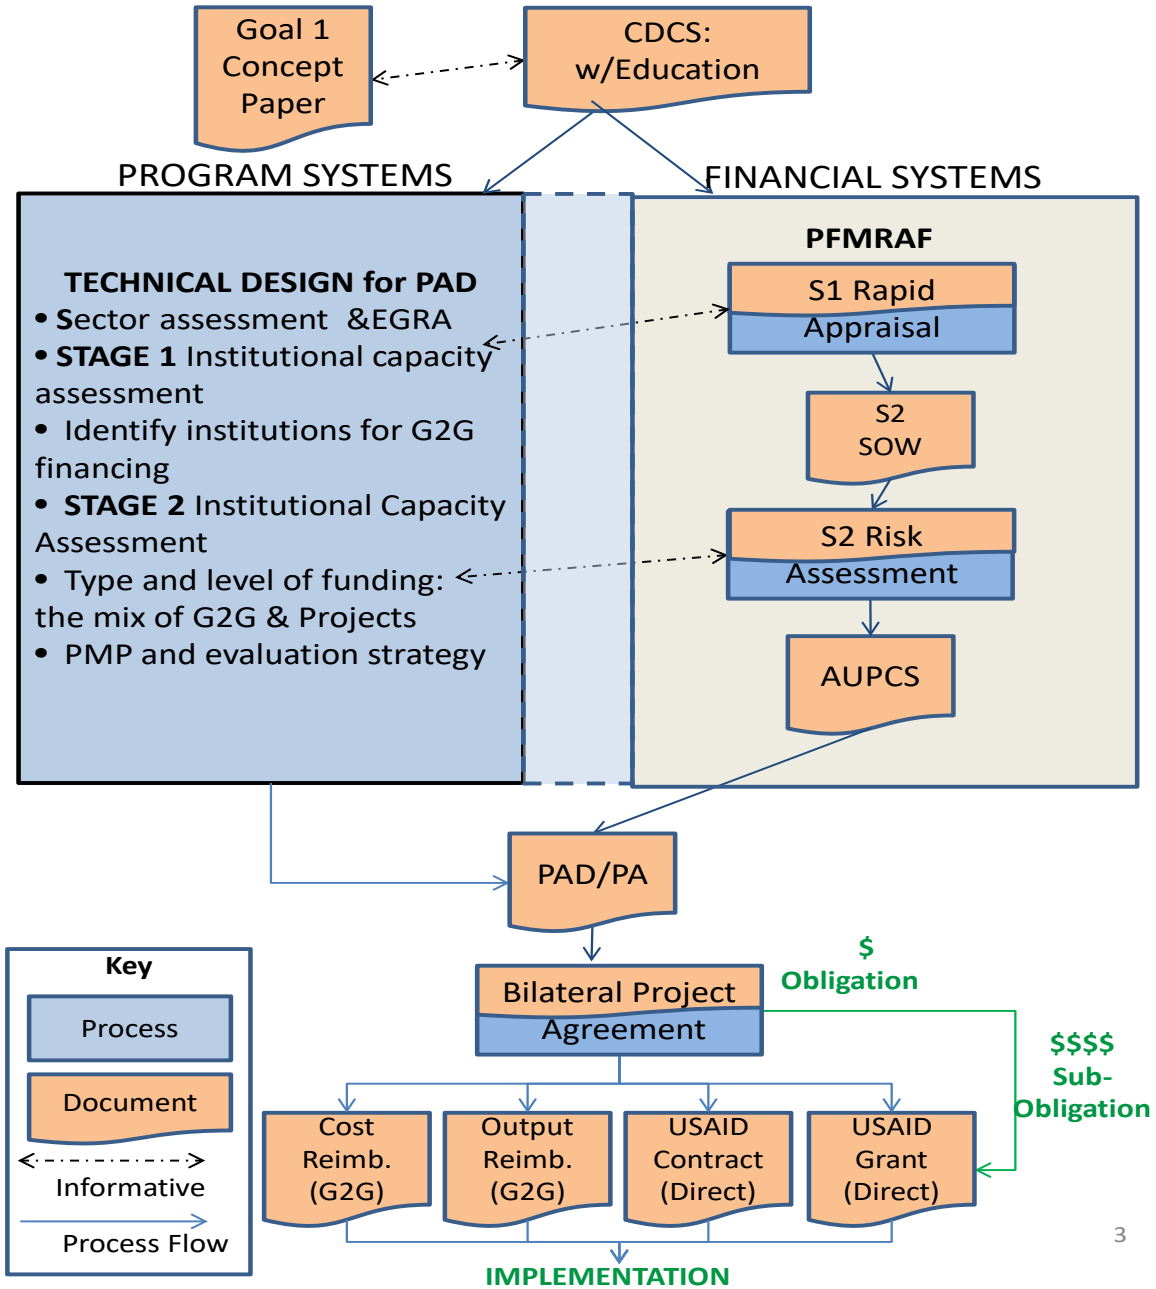 Goal 1
Concept
Paper
CDCS:
w/Education
PROGRAM SYSTEMS
FINANCIAL SYSTEMS
TECHNICAL DESIGN for PAD
• Sector assessment &EGRA
• STAGE 1 Institutional capacity
assessment
• Identify institutions for G2G
financing
• STAGE 2 Institutional Capacity
Assessment
• Type and level of funding:
the mix of G2G & Projects
• PMP and evaluation strategy
PFMRAF
S1 Rapid
Appraisal
S2
SOW
S2 Risk
Assessment
AUPCS
PAD/PA
Bilateral Project
Agreement
$
Obligation
$$$$
Sub-
Obligation
Key
Process
Document
Informative
Process Flow
Cost
Reimb.
(G2G)
Output
Reimb.
(G2G)
USAID
Contract
(Direct)
USAID
Grant
(Direct)
IMPLEMENTATION
3